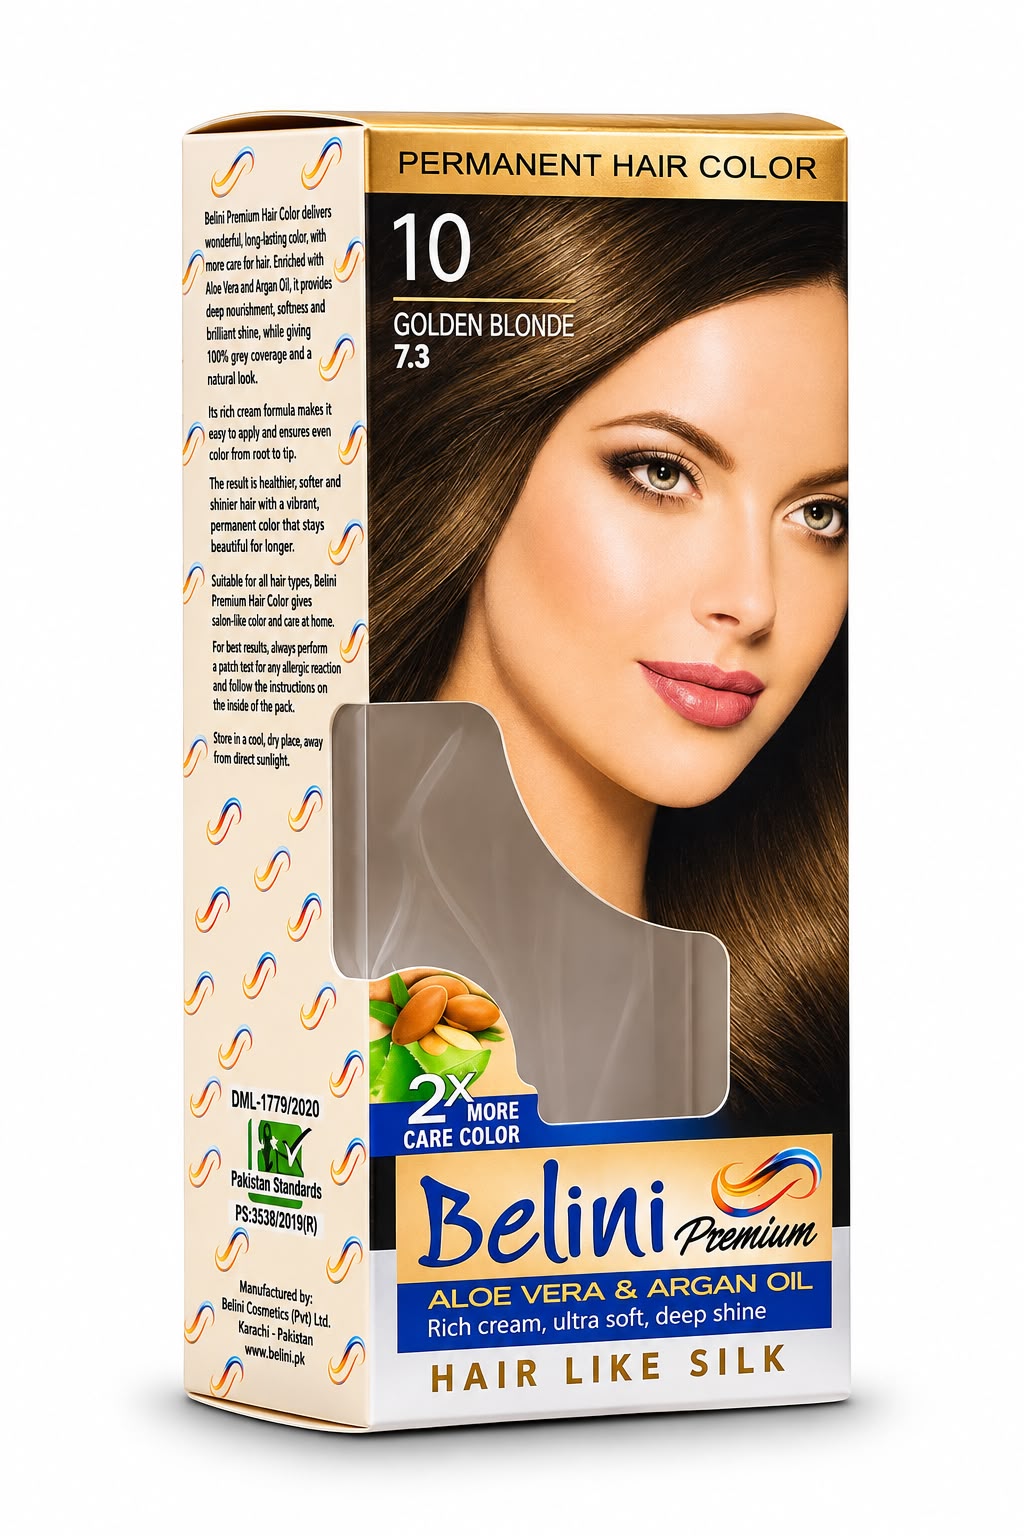 PERMANENT HAIR COLOR
10
GOLDEN BLONDE
7.3
2X MORE
CARE COLOR
Belini
Premium
ALOE VERA & ARGAN OIL
Rich cream, ultra soft, deep shine
HAIR LIKE SILK
Belini Premium Hair Color delivers
wonderful, long-lasting color, with
more care for hair. Enriched with
Aloe Vera and Argan Oil, it provides
deep nourishment, softness and
brilliant shine, while giving
100% grey coverage and a
natural look.
Its rich cream formula makes it
easy to apply and ensures even
color from root to tip.
The result is healthier, softer and
shinier hair with a vibrant,
permanent color that stays
beautiful for longer.
Suitable for all hair types, Belini
Premium Hair Color gives
salon-like color and care at home.
For best results, always perform
a patch test for any allergic reaction
and follow the instructions on
the inside of the pack.
Store in a cool, dry place, away
from direct sunlight.
DML-1779/2020
Pakistan Standards
PS:3538/2019(R)
Manufactured by:
Belini Cosmetics (Pvt) Ltd.
Karachi - Pakistan
www.belini.pk